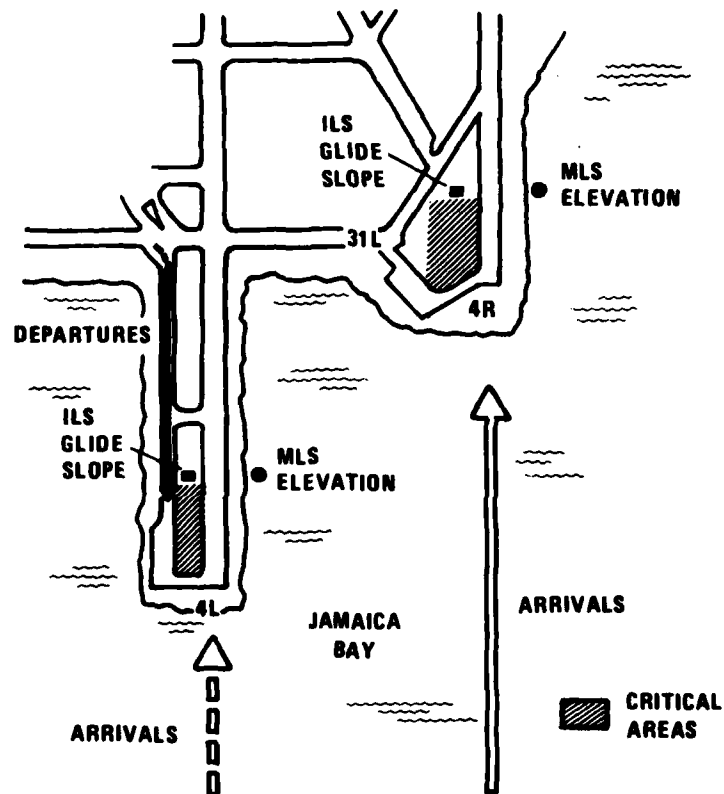 ILS
GLIDE
SLOPE
MLS
ELEVATION
31L
4R
DEPARTURES
ILS
GLIDE
SLOPE
MLS
ELEVATION
4L
JAMAICA
BAY
ARRIVALS
ARRIVALS
CRITICAL
AREAS